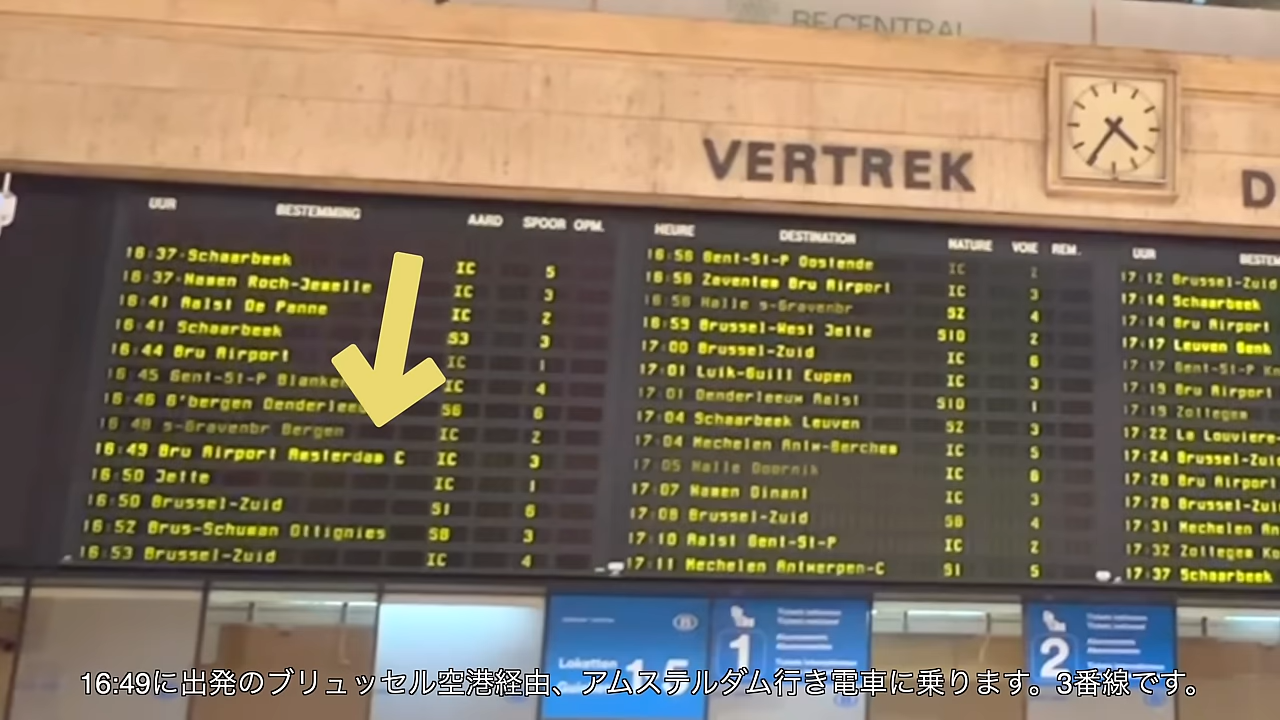 BECENTRAL
VERTREK
D
UUR BESTEMMING AARD SPOOR OPM.
16:37 Schaarbeek IC 5
16:37 Namen Roch-Jemelle IC 3
16:41 Aalst De Panne IC 2
16:41 Schaarbeek S3 3
16:44 Bru Airport IC 1
16:45 Gent-St-P Blanken IC 4
16:46 G'bergen Denderleeuw S6 6
16:48 s-Gravenbr Bergen IC 2
16:49 Bru Airport Amsterdam C IC 3
16:50 Jette IC 1
16:50 Brussel-Zuid S1 6
16:52 Brus-Schuman Ottignies S8 3
16:53 Brussel-Zuid IC 4
HEURE DESTINATION NATURE VOIE REM.
16:56 Gent-St-P Oostende IC 2
16:56 Zaventem Bru Airport IC 3
16:56 Halle s-Gravenbr S2 4
16:59 Brussel-West Jette S10 2
17:00 Brussel-Zuid IC 6
17:01 Luik-Guill Eupen IC 3
17:01 Denderleeuw Aalst S10 1
17:04 Schaarbeek Leuven S2 3
17:04 Mechelen Antw-Berchem IC 5
17:05 Halle Doornik IC 6
17:07 Namen Dinant IC 3
17:08 Brussel-Zuid S8 4
17:10 Aalst Gent-St-P IC 2
17:11 Mechelen Antwerpen-C S1 5
UUR BESTEM
17:12 Brussel-Zuid
17:14 Schaarbeek
17:14 Bru Airport
17:17 Leuven Genk
17:17 Gent-St-P Kn
17:19 Bru Airport
17:19 Zottegem
17:22 La Louviere-
17:24 Brussel-Zuid
17:28 Bru Airport
17:28 Brussel-Zuid
17:31 Mechelen An
17:32 Zottegem Ko
17:37 Schaarbeek
B
Loketten 1-5
1
2
16:49に出発のブリュッセル空港経由、アムステルダム行き電車に乗ります。3番線です。